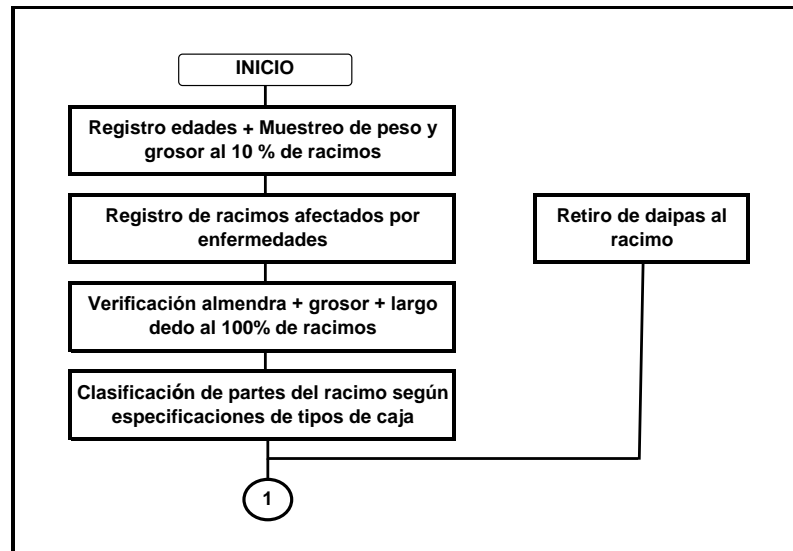 INICIO
Registro edades + Muestreo de peso y
grosor al 10 % de racimos
Registro de racimos afectados por
enfermedades
Retiro de daipas al
racimo
Verificación almendra + grosor + largo
dedo al 100% de racimos
Clasificación de partes del racimo según
especificaciones de tipos de caja
1